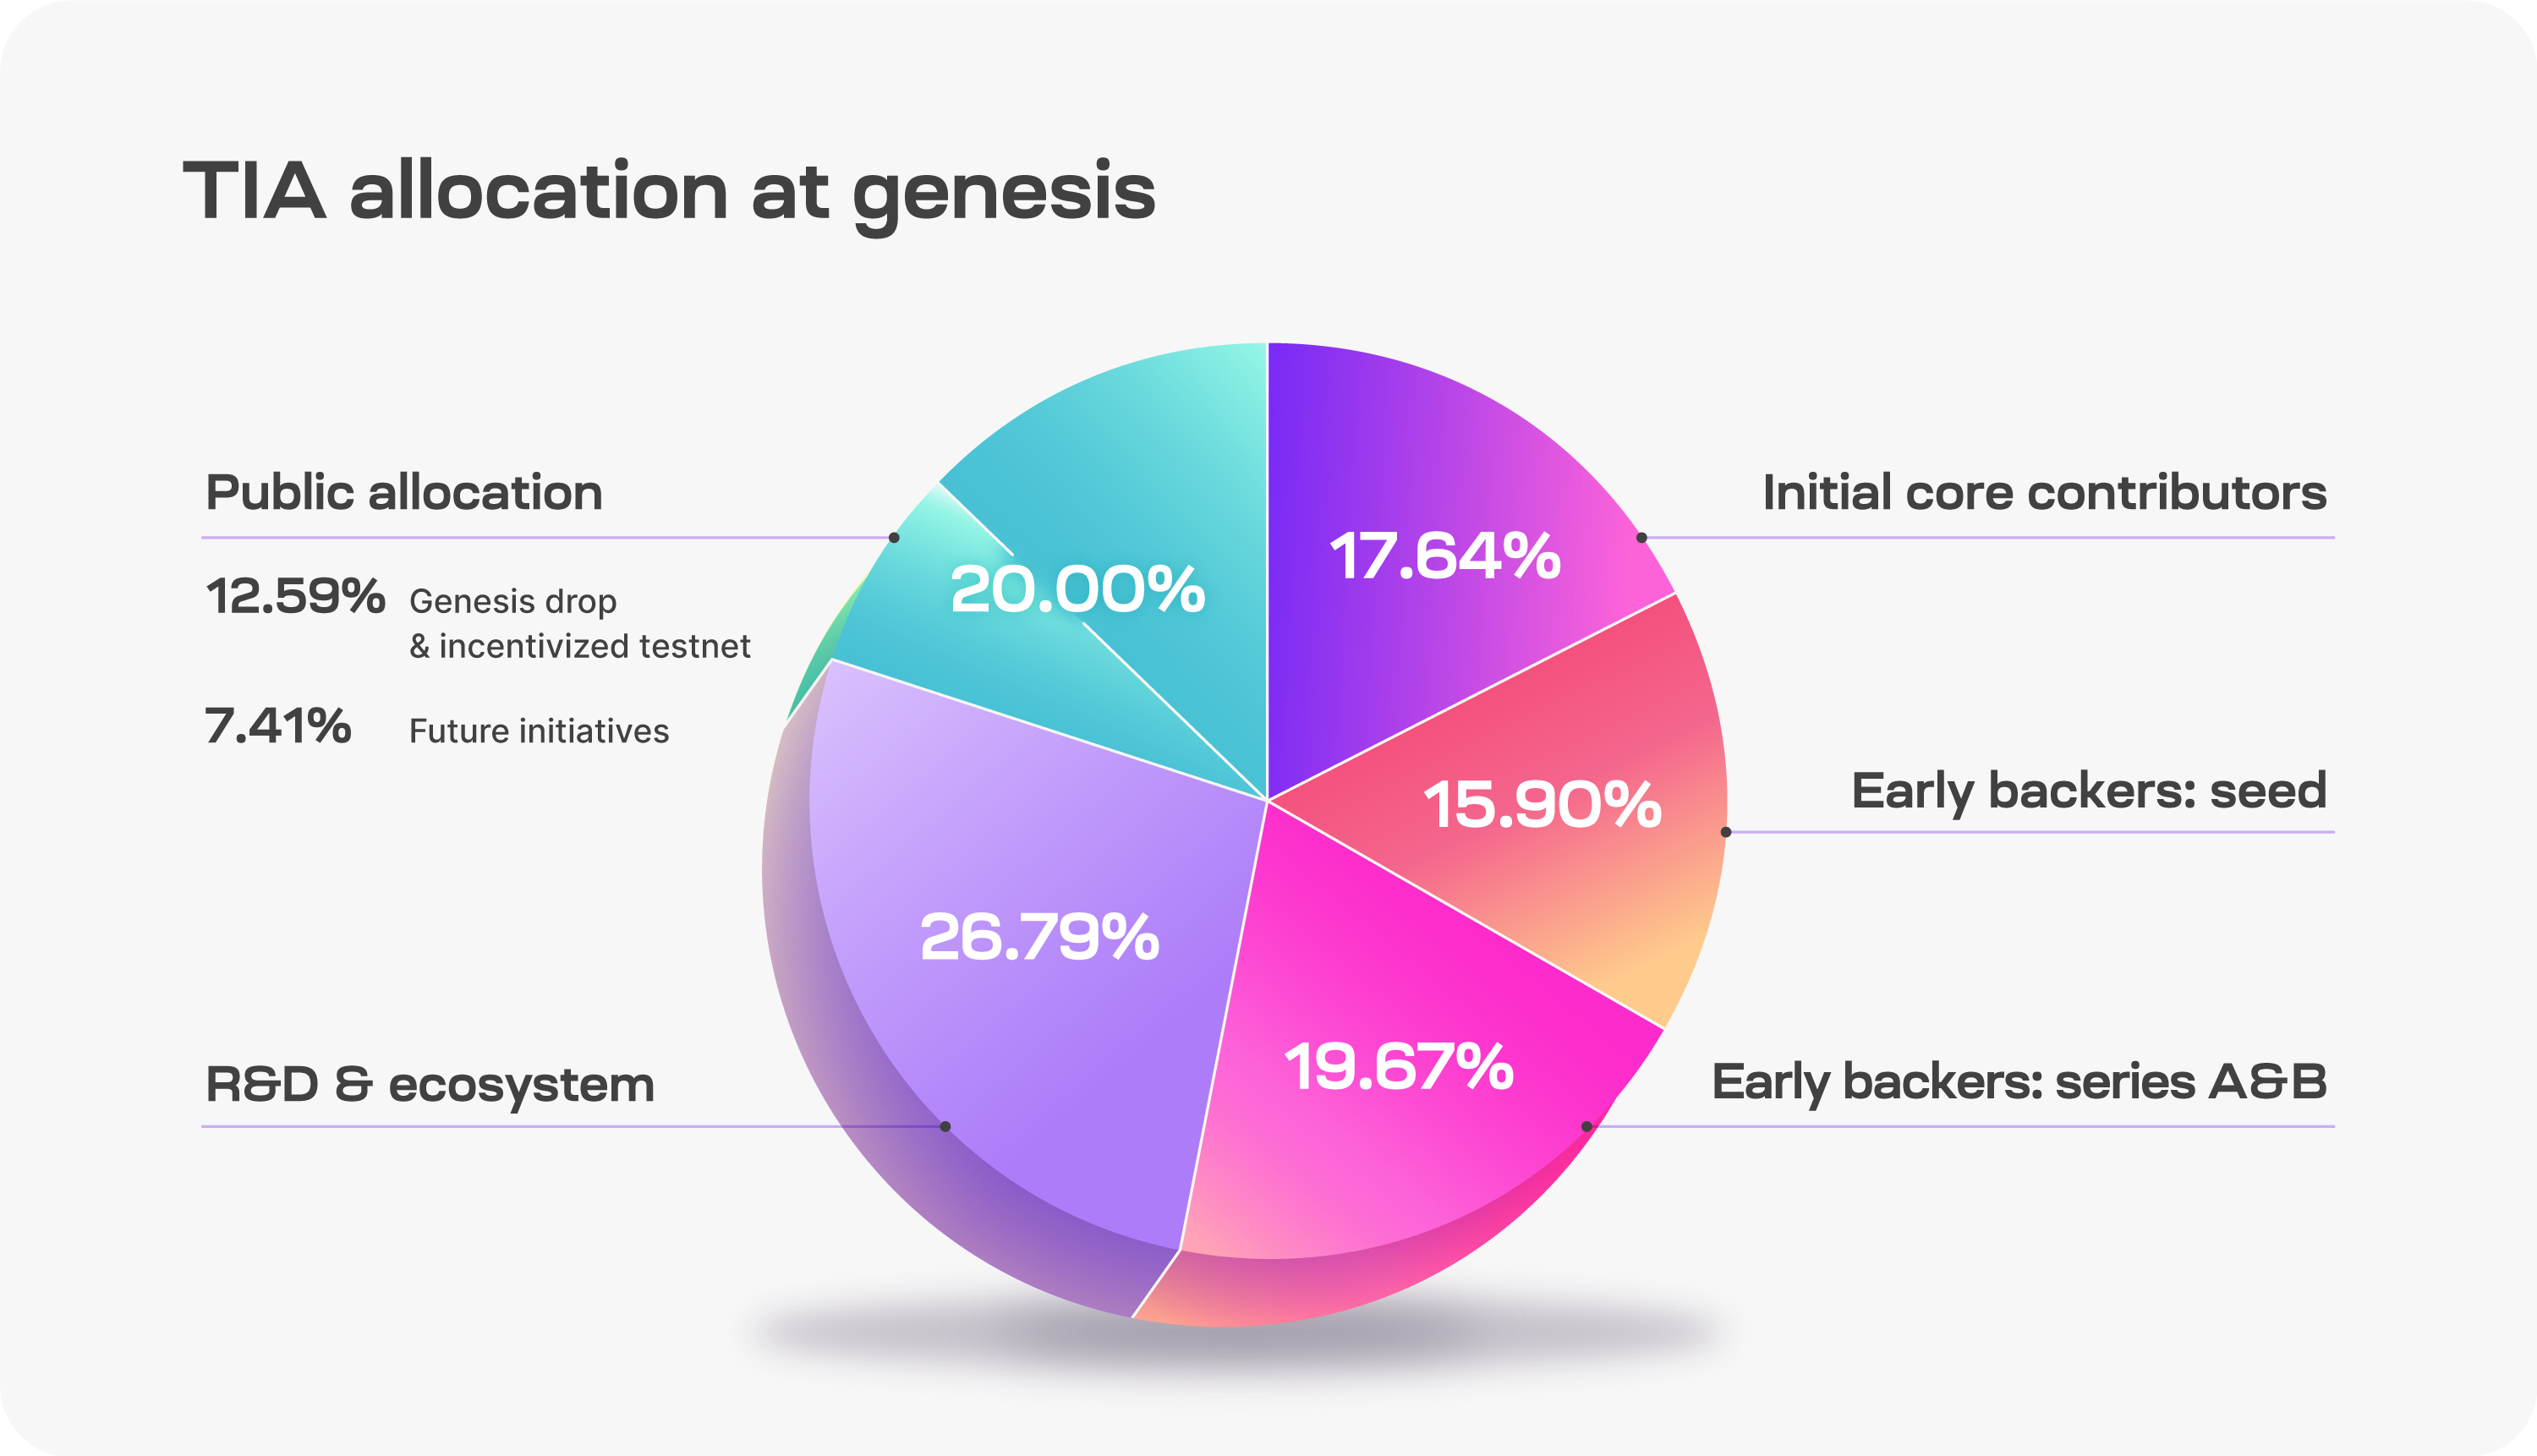 TIA allocation at genesis
Public allocation
12.59% Genesis drop
& incentivized testnet
7.41% Future initiatives
R&D & ecosystem
20.00%
17.64%
15.90%
26.79%
19.67%
Initial core contributors
Early backers: seed
Early backers: series A&B